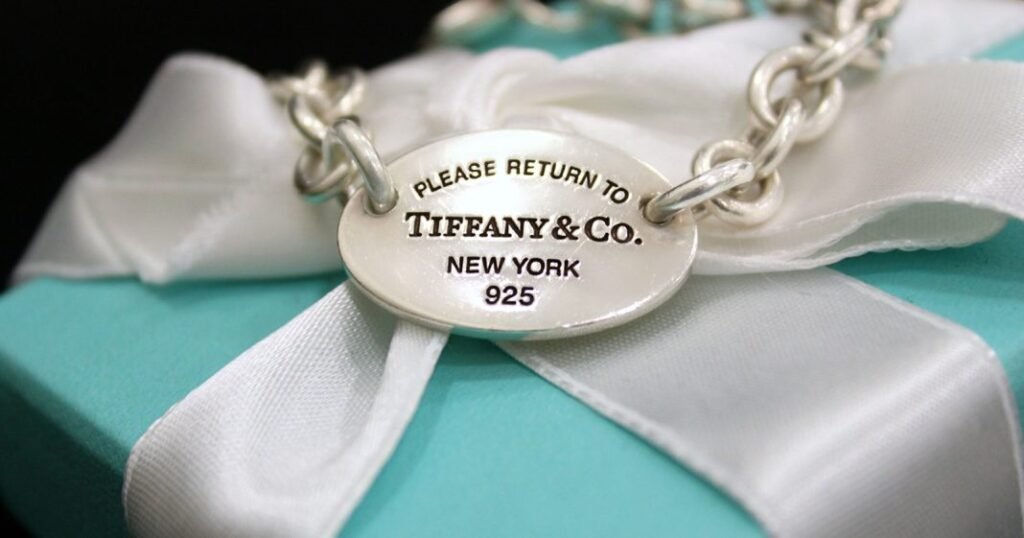 PLEASE RETURN TO
TIFFANY & CO.
NEW YORK
925